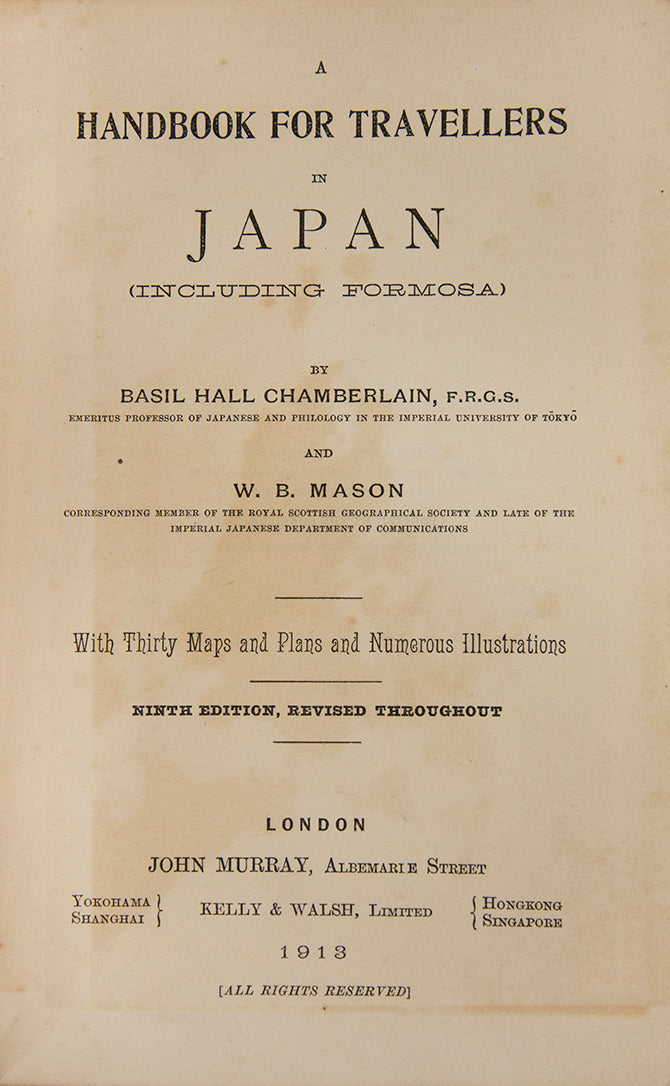 A
HANDBOOK FOR TRAVELLERS
IN
JAPAN
(INCLUDING FORMOSA)
BY
BASIL HALL CHAMBERLAIN, F.R.G.S.
EMERITUS PROFESSOR OF JAPANESE AND PHILOLOGY IN THE IMPERIAL UNIVERSITY OF TŌKYŌ
AND
W. B. MASON
CORRESPONDING MEMBER OF THE ROYAL SCOTTISH GEOGRAPHICAL SOCIETY AND LATE OF THE
IMPERIAL JAPANESE DEPARTMENT OF COMMUNICATIONS
With Thirty Maps and Plans and Numerous Illustrations
NINTH EDITION, REVISED THROUGHOUT
LONDON
JOHN MURRAY, ALBEMARIE STREET
YOKOHAMA
SHANGHAI
KELLY & WALSH, LIMITED
HONGKONG
SINGAPORE
1913
[ALL RIGHTS RESERVED]